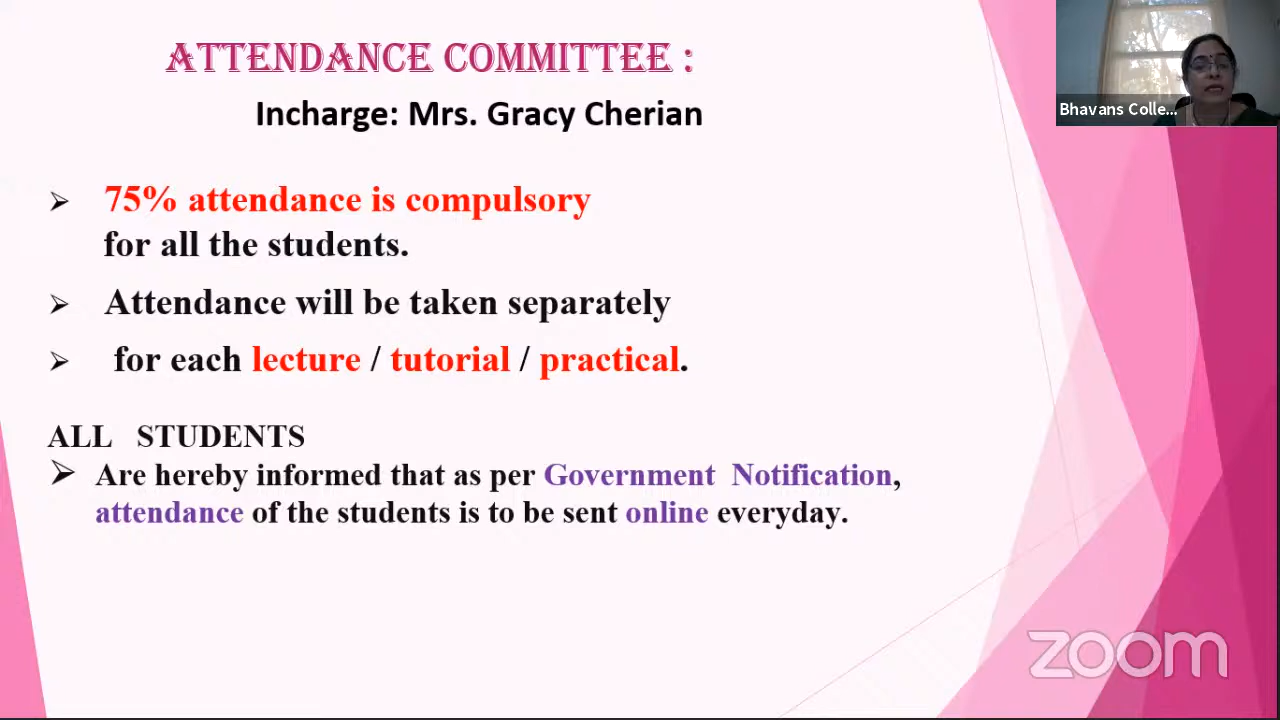 ATTENDANCE COMMITTEE :
Incharge: Mrs. Gracy Cherian
Bhavans Colle...
➢ 75% attendance is compulsory
for all the students.
➢ Attendance will be taken separately
➢ for each lecture / tutorial / practical.
ALL STUDENTS
➢ Are hereby informed that as per Government Notification,
attendance of the students is to be sent online everyday.
zoom